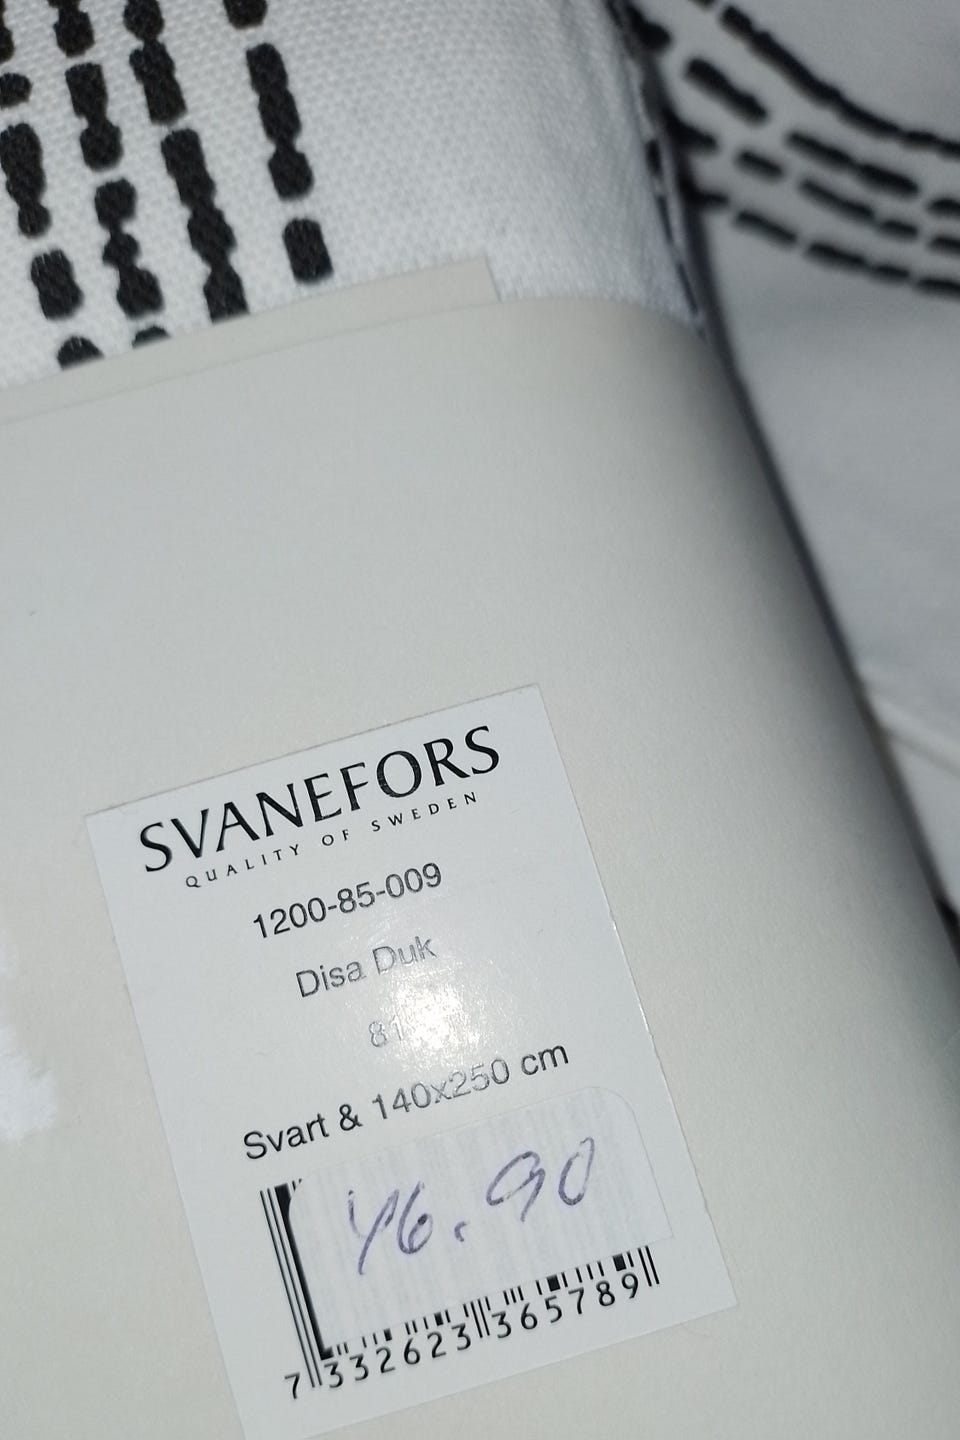 SVANEFORS
QUALITY OF SWEDEN
1200-85-009
Disa Duk
Svart & 140x250 cm
46.90
7 332623 365789